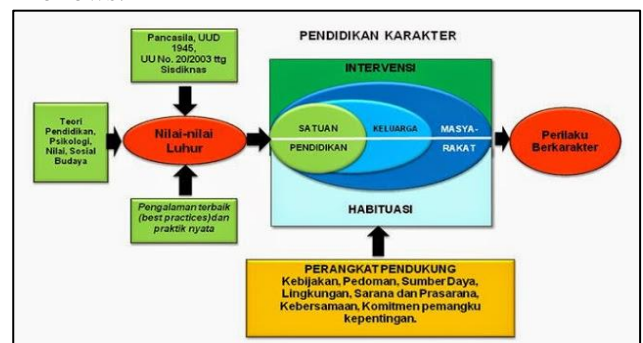 PENDIDIKAN KARAKTER
Pancasila, UUD
1945,
UU No. 20/2003 ttg
Sisdiknas
Teori
Pendidikan,
Psikologi,
Nilai, Sosial
Budaya
Nilai-nilai
Luhur
Pengalaman terbaik
(best practices)dan
praktik nyata
INTERVENSI
SATUAN
PENDIDIKAN
KELUARGA
MASYA-
RAKAT
HABITUASI
Perilaku
Berkarakter
PERANGKAT PENDUKUNG
Kebijakan, Pedoman, Sumber Daya,
Lingkungan, Sarana dan Prasarana,
Kebersamaan, Komitmen pemangku
kepentingan.